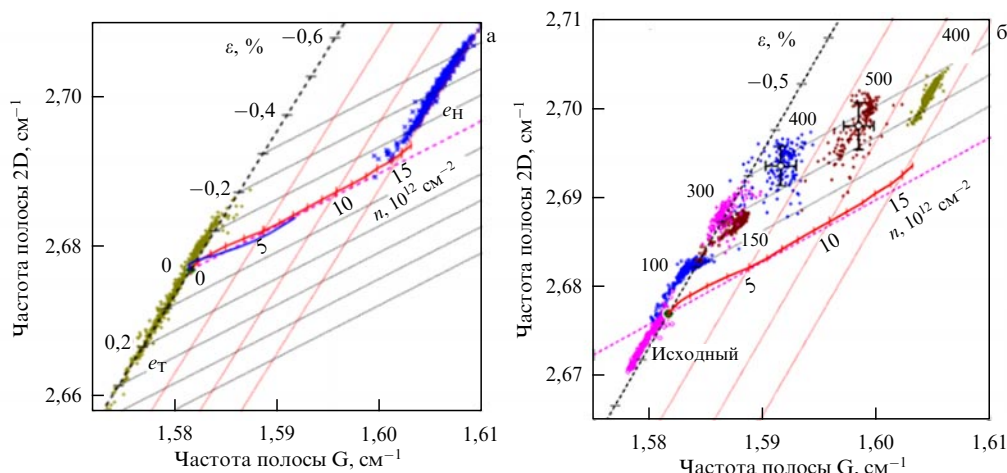 а
ε, %
−0,6
−0,4
−0,2
0
0,2
0
5
10
15
n, 10¹² см⁻²
eН
eТ
2,70
2,68
2,66
1,58
1,59
1,60
1,61
Частота полосы 2D, см⁻¹
Частота полосы G, см⁻¹
б
ε, %
−0,5
400
500
400
300
150
100
Исходный
5
10
15
n, 10¹² см⁻²
2,71
2,70
2,69
2,68
2,67
1,58
1,59
1,60
1,61
Частота полосы 2D, см⁻¹
Частота полосы G, см⁻¹